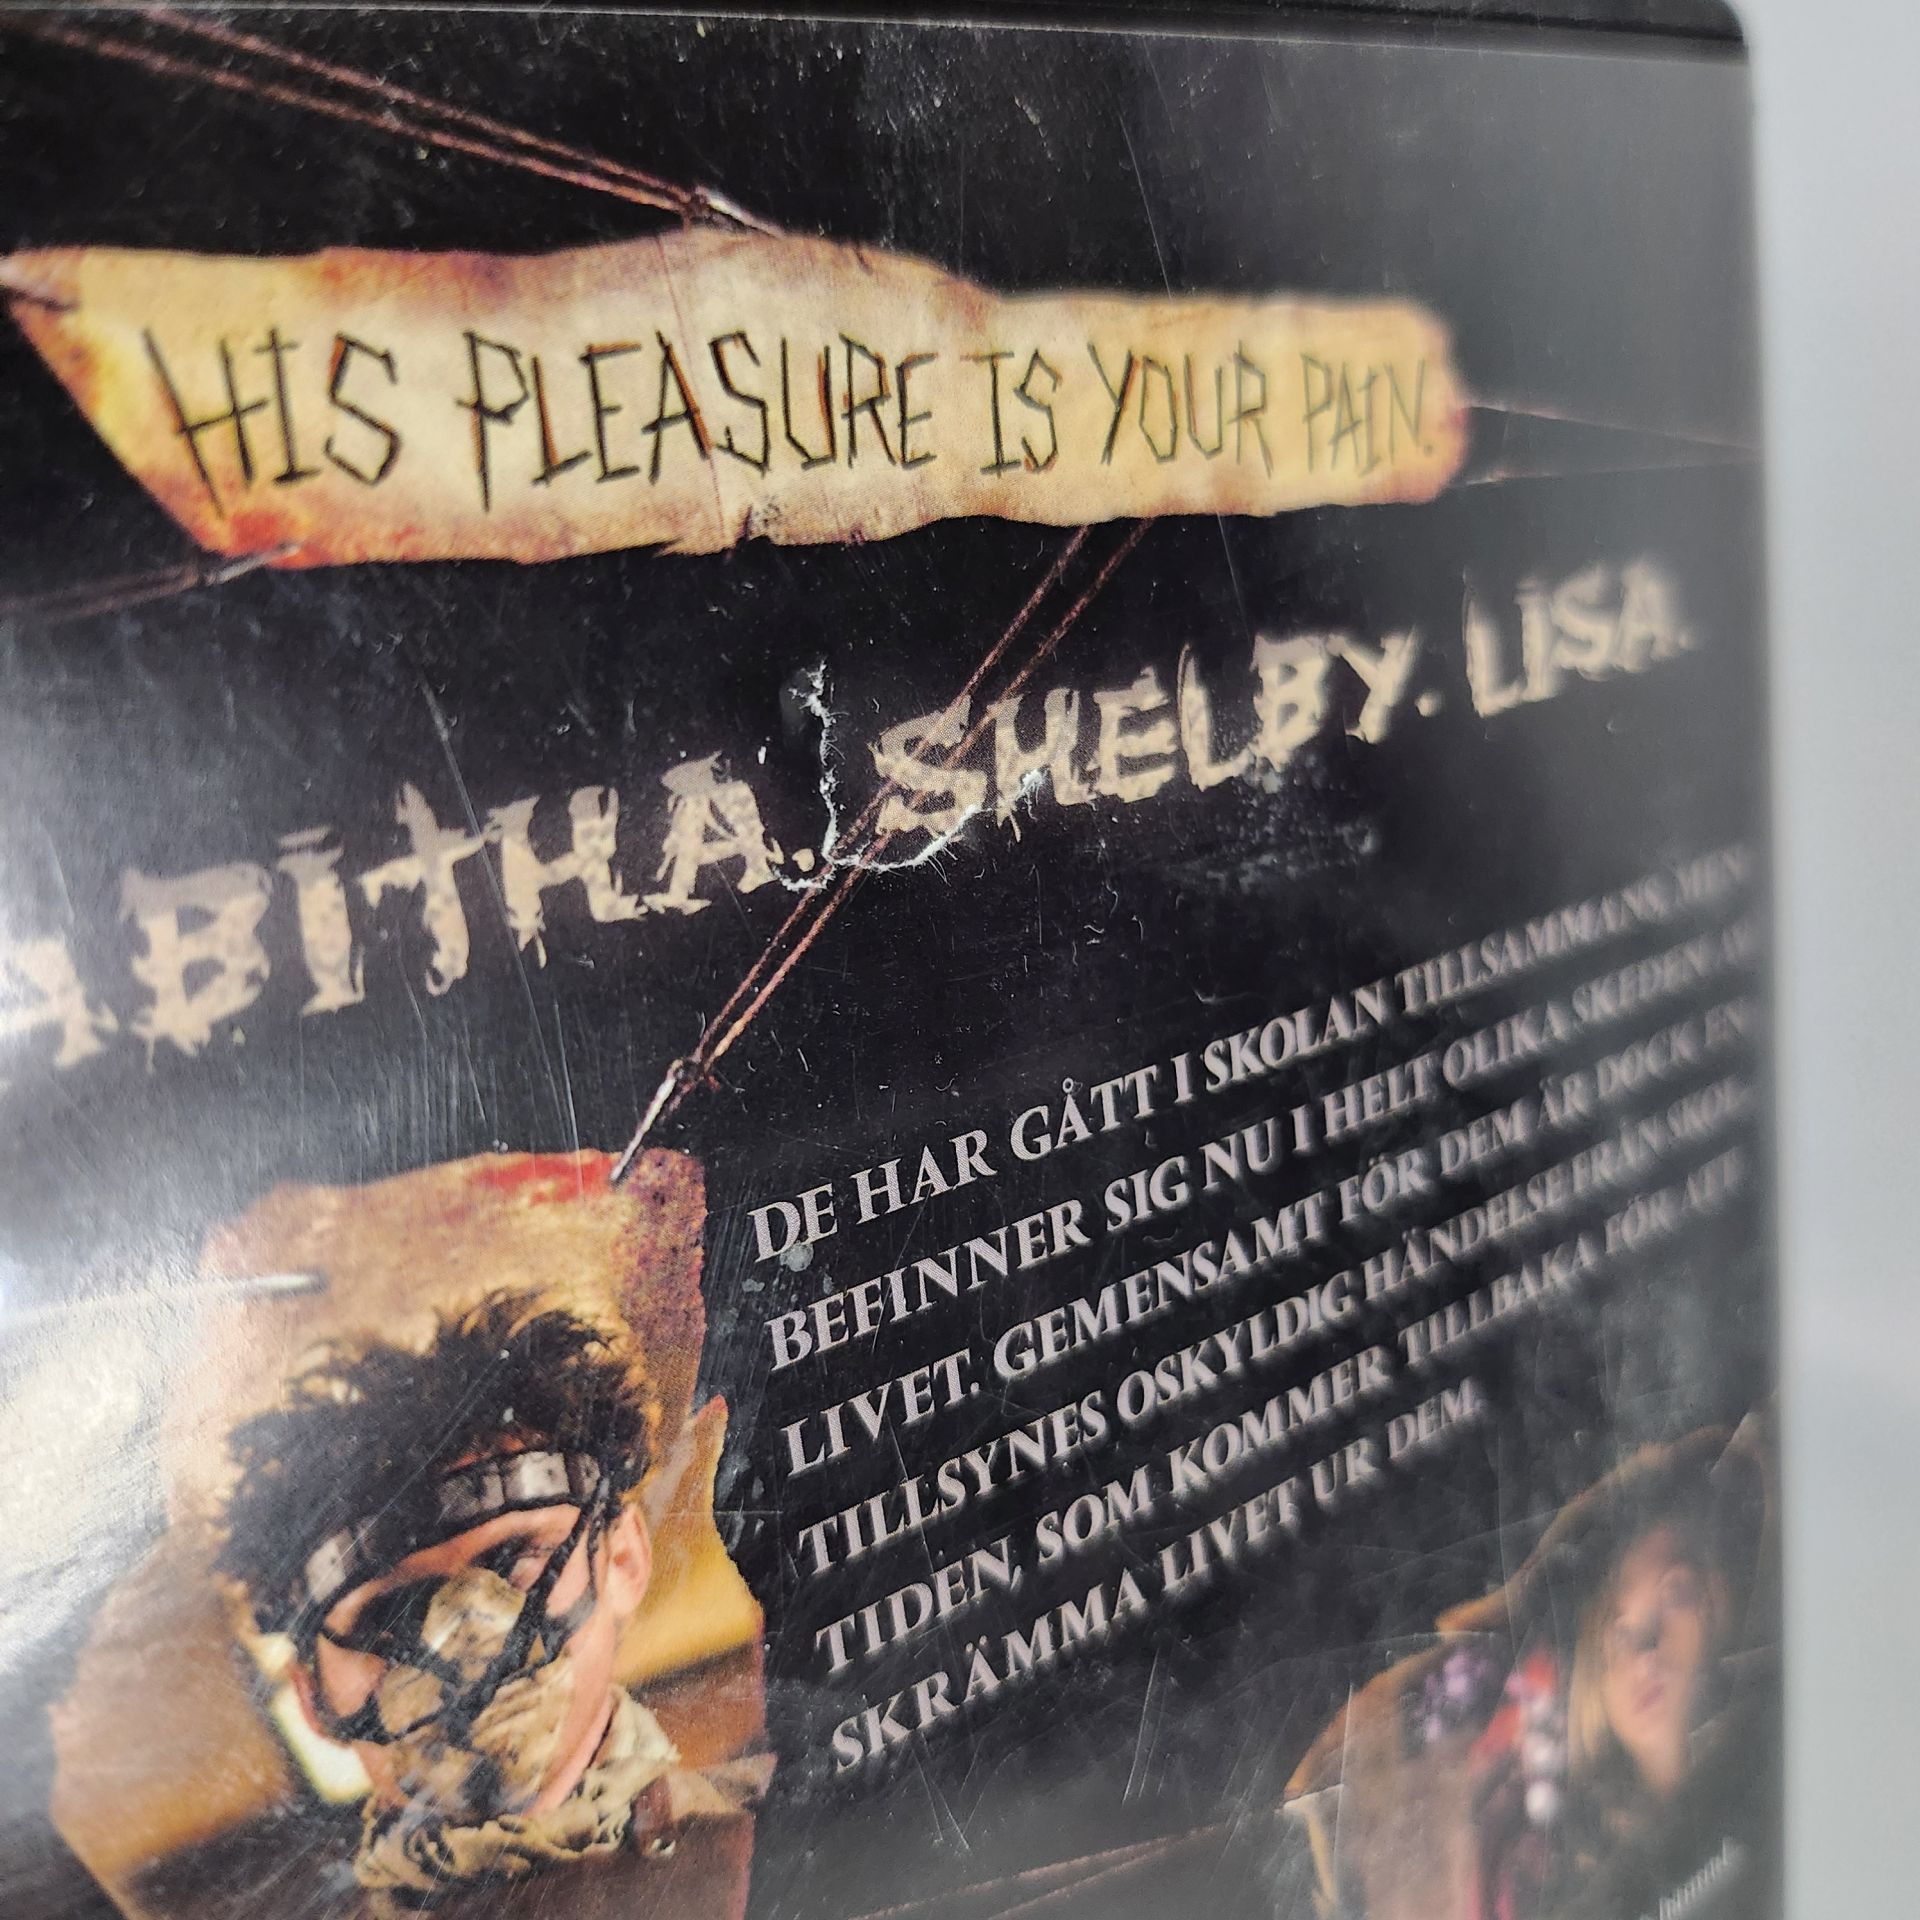 HIS PLEASURE IS YOUR PAIN.
ABITHA. SHELBY. LISA.
DE HAR GÅTT I SKOLAN TILLSAMMANS, MEN
BEFINNER SIG NU I HELT OLIKA SKEDEN AV
LIVET. GEMENSAMT FÖR DEM ÄR DOCK EN
TILLSYNES OSKYLDIG HÄNDELSE FRÅN SKOL-
TIDEN, SOM KOMMER TILLBAKA FÖR ATT
SKRÄMMA LIVET UR DEM.